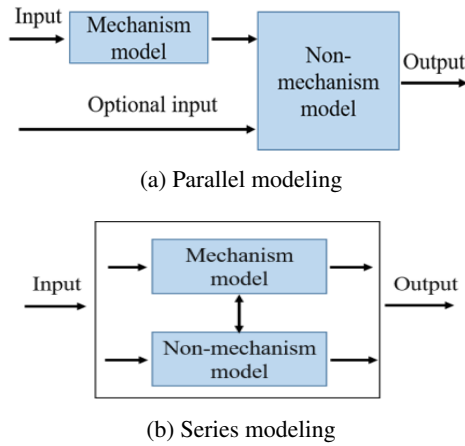 Input
Mechanism
model
Non-
mechanism
model
Output
Optional input
(a) Parallel modeling
Input
Mechanism
model
Output
Non-mechanism
model
(b) Series modeling